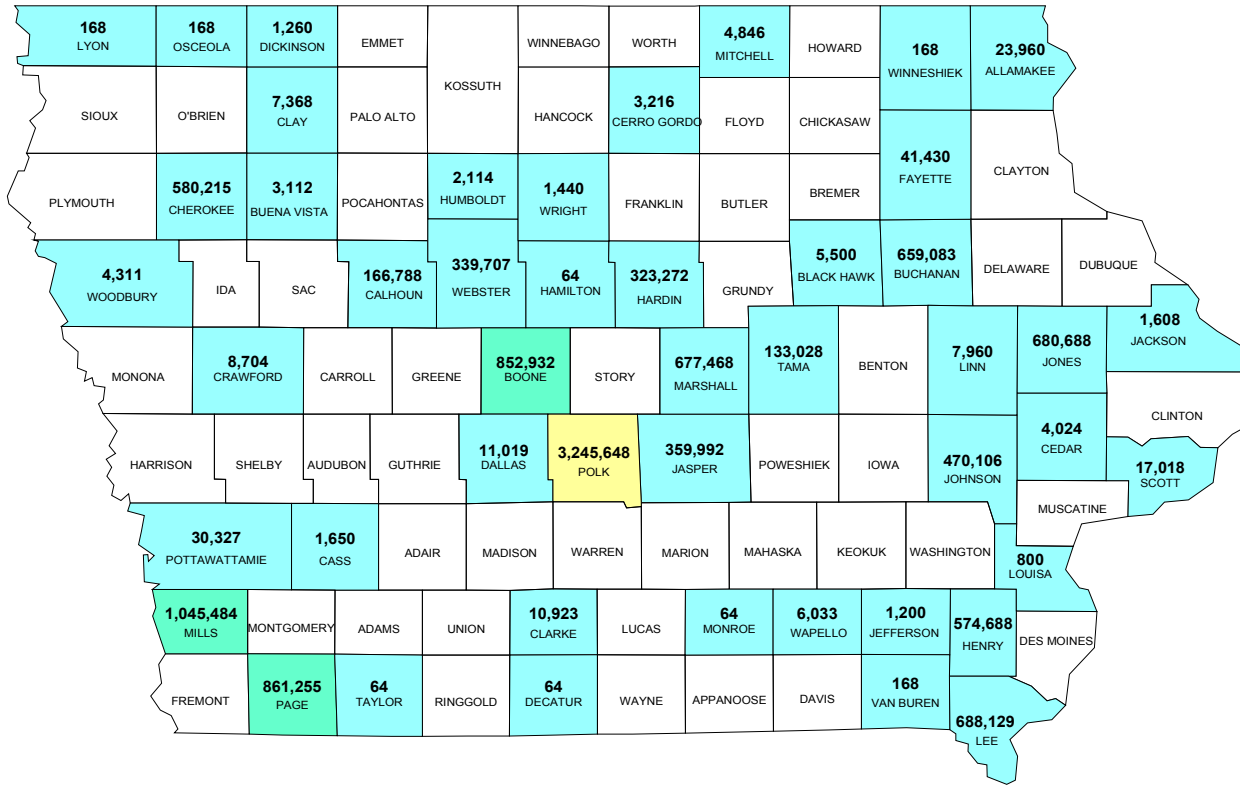 168
LYON
168
OSCEOLA
1,260
DICKINSON
EMMET
WINNEBAGO
WORTH
4,846
MITCHELL
HOWARD
168
WINNESHIEK
23,960
ALLAMAKEE
KOSSUTH
SIOUX
O'BRIEN
7,368
CLAY
PALO ALTO
HANCOCK
3,216
CERRO GORDO
FLOYD
CHICKASAW
41,430
FAYETTE
CLAYTON
PLYMOUTH
580,215
CHEROKEE
3,112
BUENA VISTA
POCAHONTAS
2,114
HUMBOLDT
1,440
WRIGHT
FRANKLIN
BUTLER
BREMER
4,311
WOODBURY
IDA
SAC
166,788
CALHOUN
339,707
WEBSTER
64
HAMILTON
323,272
HARDIN
GRUNDY
5,500
BLACK HAWK
659,083
BUCHANAN
DELAWARE
DUBUQUE
MONONA
8,704
CRAWFORD
CARROLL
GREENE
852,932
BOONE
STORY
677,468
MARSHALL
133,028
TAMA
BENTON
7,960
LINN
680,688
JONES
1,608
JACKSON
CLINTON
HARRISON
SHELBY
AUDUBON
GUTHRIE
11,019
DALLAS
3,245,648
POLK
359,992
JASPER
POWESHIEK
IOWA
470,106
JOHNSON
4,024
CEDAR
17,018
SCOTT
MUSCATINE
30,327
POTTAWATTAMIE
1,650
CASS
ADAIR
MADISON
WARREN
MARION
MAHASKA
KEOKUK
WASHINGTON
800
LOUISA
1,045,484
MILLS
MONTGOMERY
ADAMS
UNION
10,923
CLARKE
LUCAS
64
MONROE
6,033
WAPELLO
1,200
JEFFERSON
574,688
HENRY
DES MOINES
FREMONT
861,255
PAGE
64
TAYLOR
RINGGOLD
64
DECATUR
WAYNE
APPANOOSE
DAVIS
168
VAN BUREN
688,129
LEE